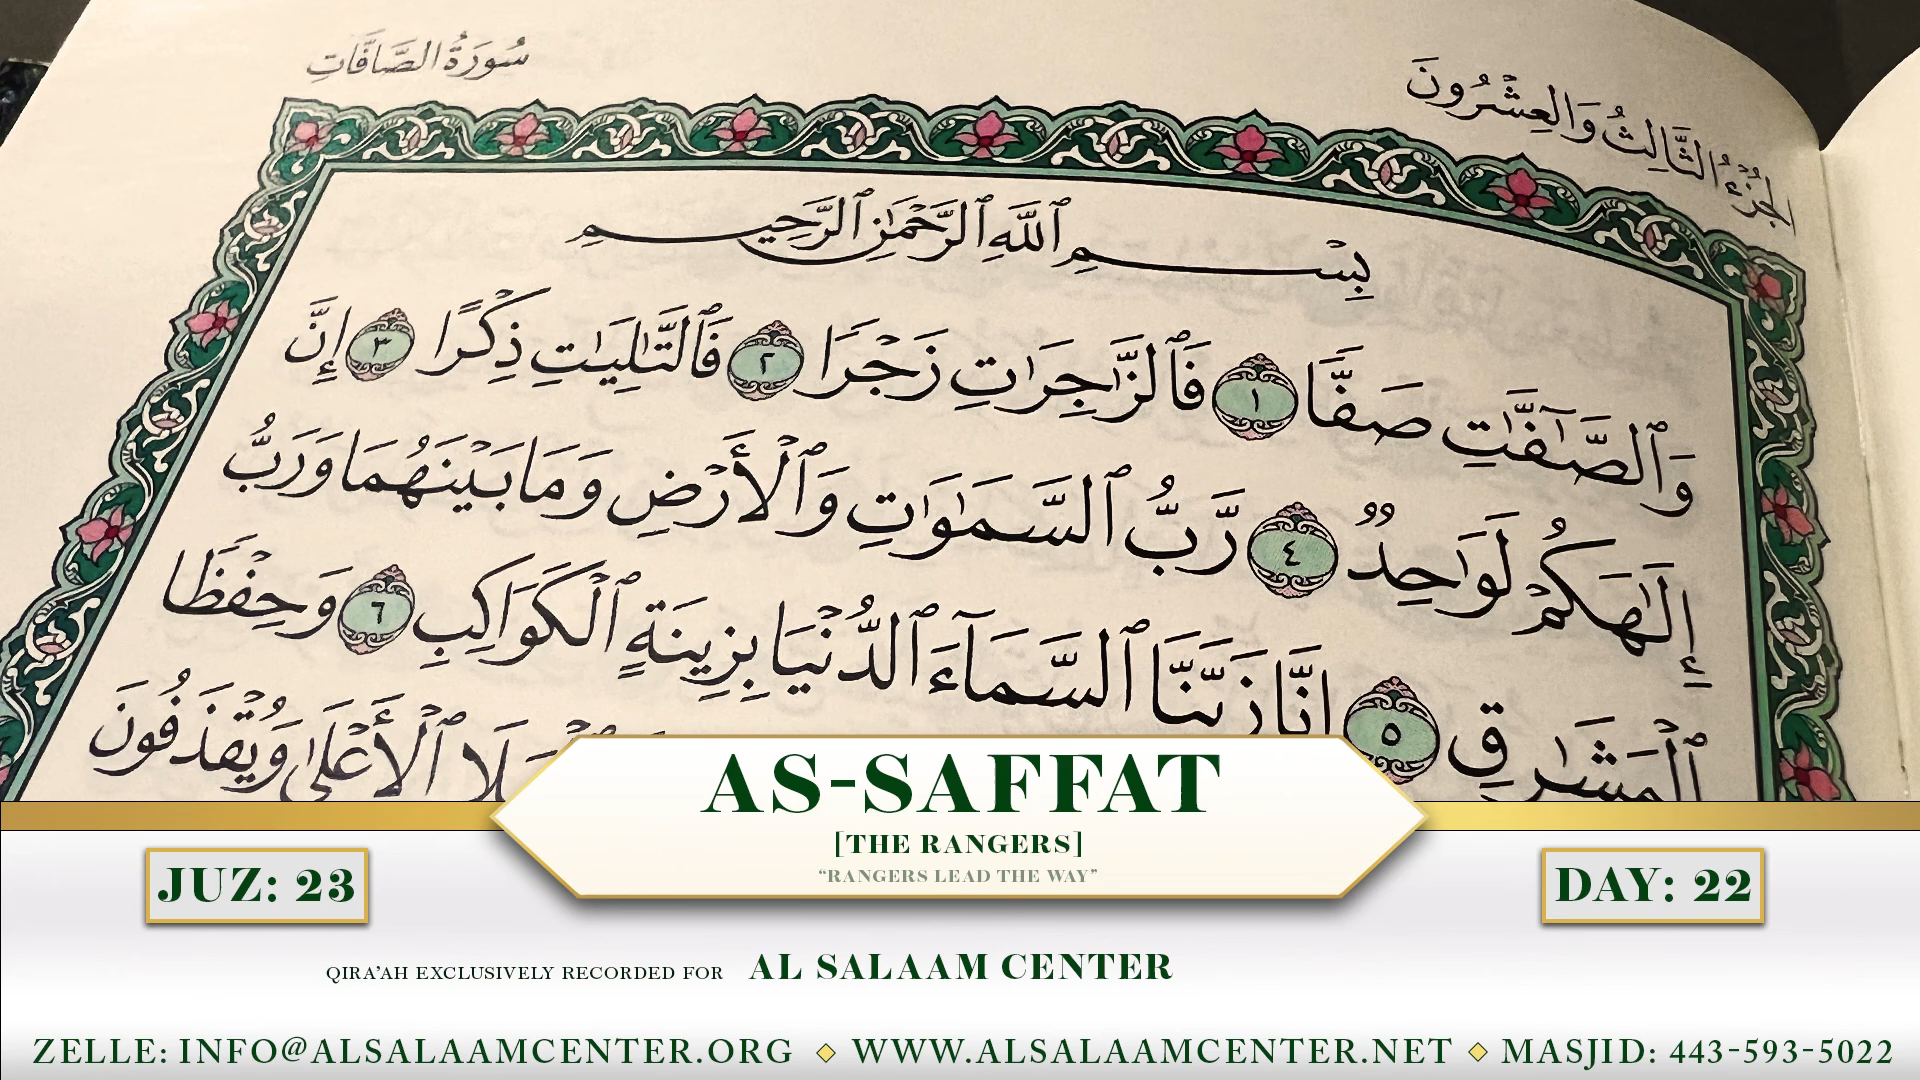 سُورَةُ الصَّافَّاتِ
الجُزْءُ الثَّالِثُ وَالعِشْرُونَ
بِسْمِ ٱللَّهِ ٱلرَّحْمَٰنِ ٱلرَّحِيمِ
وَٱلصَّٰٓفَّٰتِ صَفًّا ١ فَٱلزَّٰجِرَٰتِ زَجْرًا ٢ فَٱلتَّٰلِيَٰتِ ذِكْرًا ٣ إِنَّ
إِلَٰهَكُمْ لَوَٰحِدٌ ٤ رَّبُّ ٱلسَّمَٰوَٰتِ وَٱلْأَرْضِ وَمَا بَيْنَهُمَا وَرَبُّ
ٱلْمَشَٰرِقِ ٥ إِنَّا زَيَّنَّا ٱلسَّمَآءَ ٱلدُّنْيَا بِزِينَةٍ ٱلْكَوَاكِبِ ٦ وَحِفْظًا
ٱلْأَعْلَىٰ وَيُقْذَفُونَ
AS-SAFFAT
[THE RANGERS]
“RANGERS LEAD THE WAY”
JUZ: 23
DAY: 22
QIRA’AH EXCLUSIVELY RECORDED FOR AL SALAAM CENTER
ZELLE: INFO@ALSALAAMCENTER.ORG WWW.ALSALAAMCENTER.NET MASJID: 443-593-5022